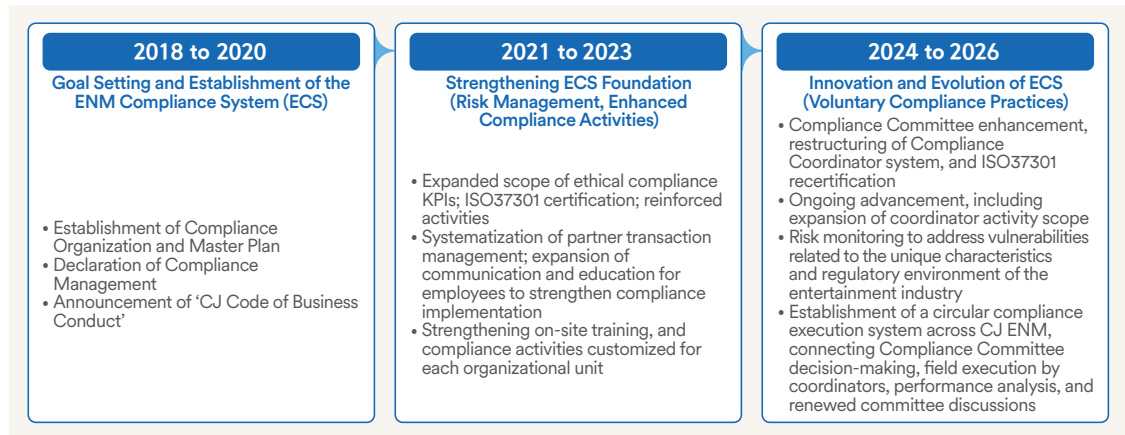 2018 to 2020
Goal Setting and Establishment of the
ENM Compliance System (ECS)
• Establishment of Compliance
Organization and Master Plan
• Declaration of Compliance
Management
• Announcement of ‘CJ Code of Business
Conduct’
2021 to 2023
Strengthening ECS Foundation
(Risk Management, Enhanced
Compliance Activities)
• Expanded scope of ethical compliance
KPIs; ISO37301 certification; reinforced
activities
• Systematization of partner transaction
management; expansion of
communication and education for
employees to strengthen compliance
implementation
• Strengthening on-site training, and
compliance activities customized for
each organizational unit
2024 to 2026
Innovation and Evolution of ECS
(Voluntary Compliance Practices)
• Compliance Committee enhancement,
restructuring of Compliance
Coordinator system, and ISO37301
recertification
• Ongoing advancement, including
expansion of coordinator activity scope
• Risk monitoring to address vulnerabilities
related to the unique characteristics
and regulatory environment of the
entertainment industry
• Establishment of a circular compliance
execution system across CJ ENM,
connecting Compliance Committee
decision-making, field execution by
coordinators, performance analysis, and
renewed committee discussions